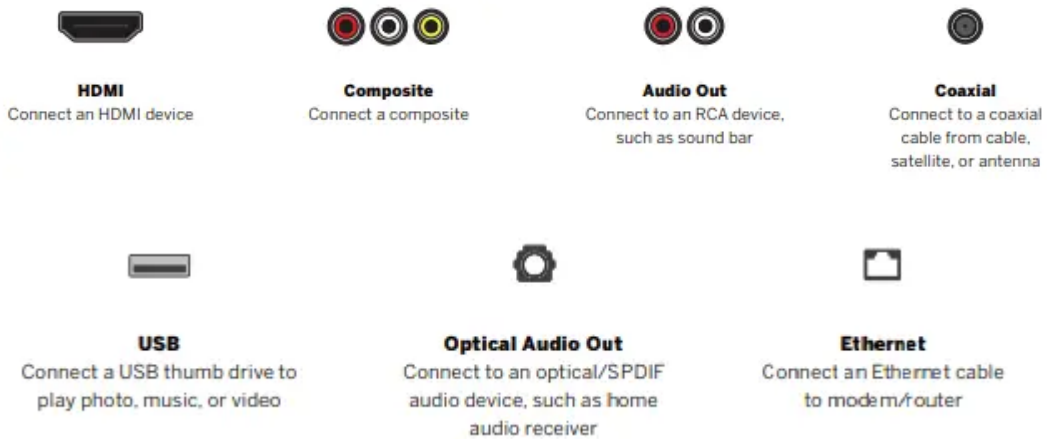 HDMI
Connect an HDMI device
Composite
Connect a composite
Audio Out
Connect to an RCA device,
such as sound bar
Coaxial
Connect to a coaxial
cable from cable,
satellite, or antenna
USB
Connect a USB thumb drive to
play photo, music, or video
Optical Audio Out
Connect to an optical/SPDIF
audio device, such as home
audio receiver
Ethernet
Connect an Ethernet cable
to modem/router